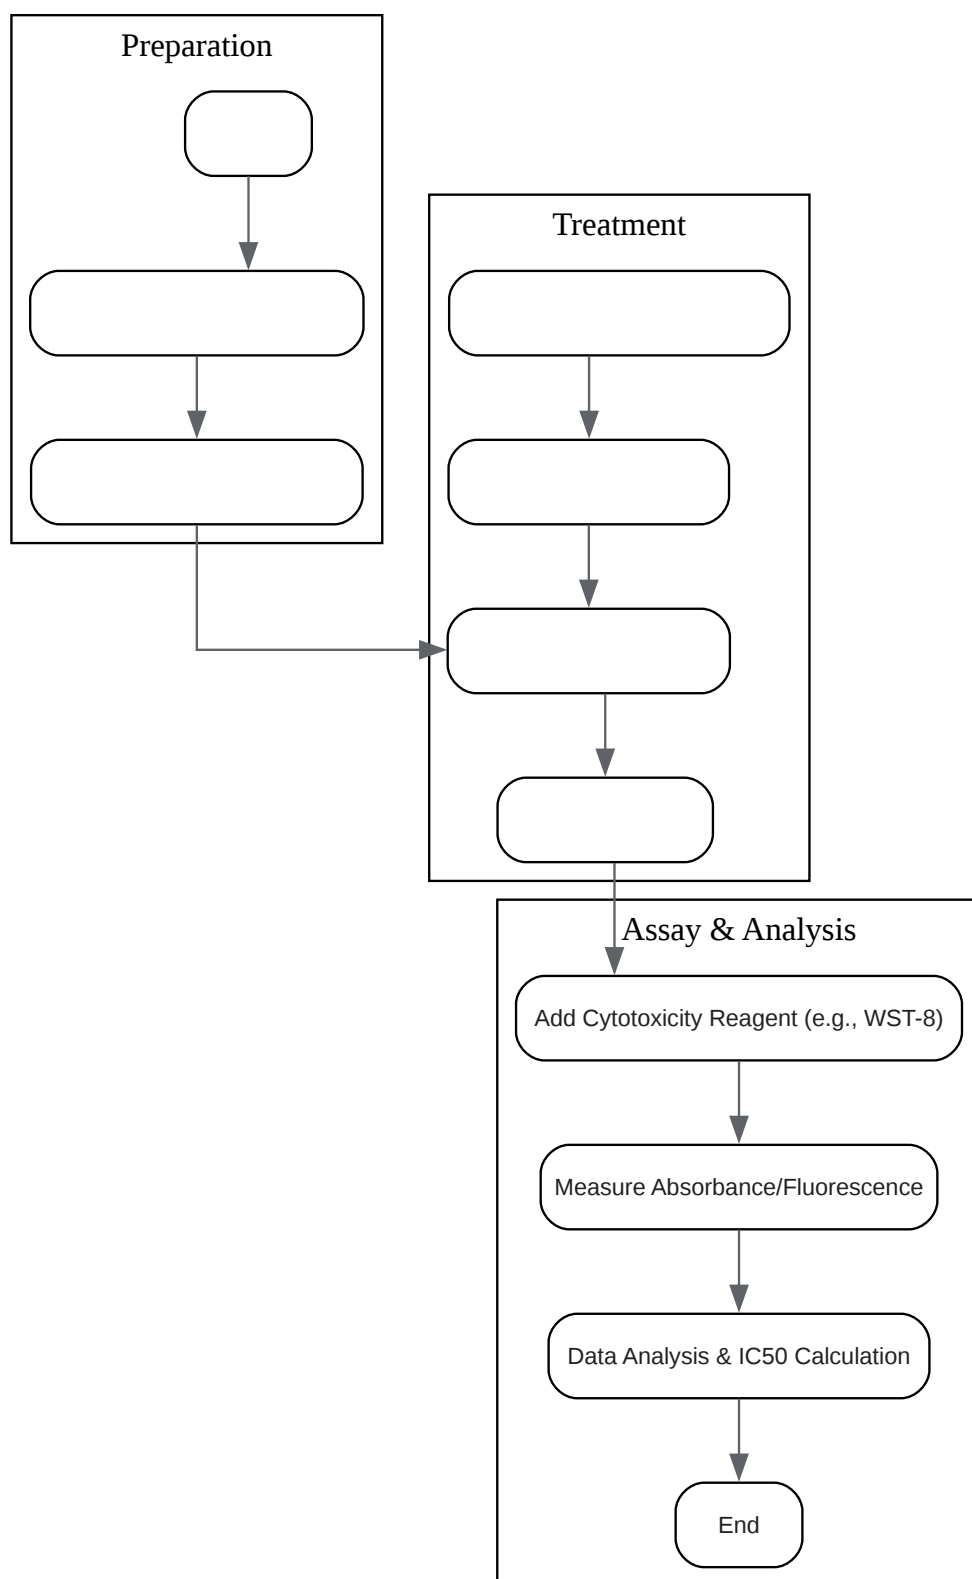 Preparation
Treatment
Assay & Analysis
Add Cytotoxicity Reagent (e.g., WST-8)
Measure Absorbance/Fluorescence
Data Analysis & IC50 Calculation
End